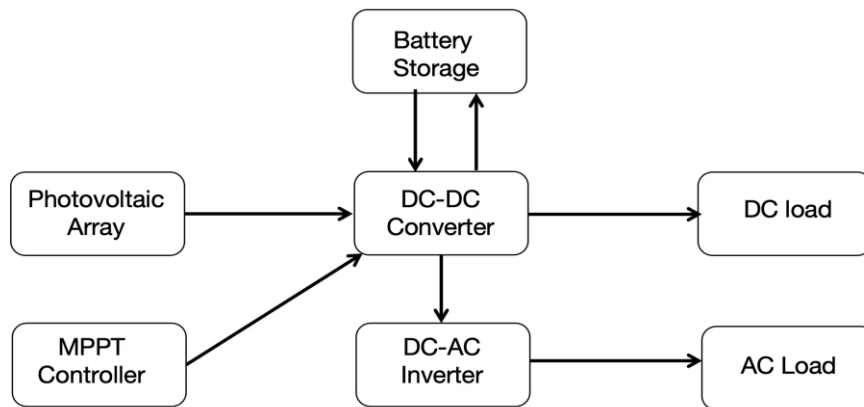 Battery
Storage
Photovoltaic
Array
DC-DC
Converter
DC load
MPPT
Controller
DC-AC
Inverter
AC Load